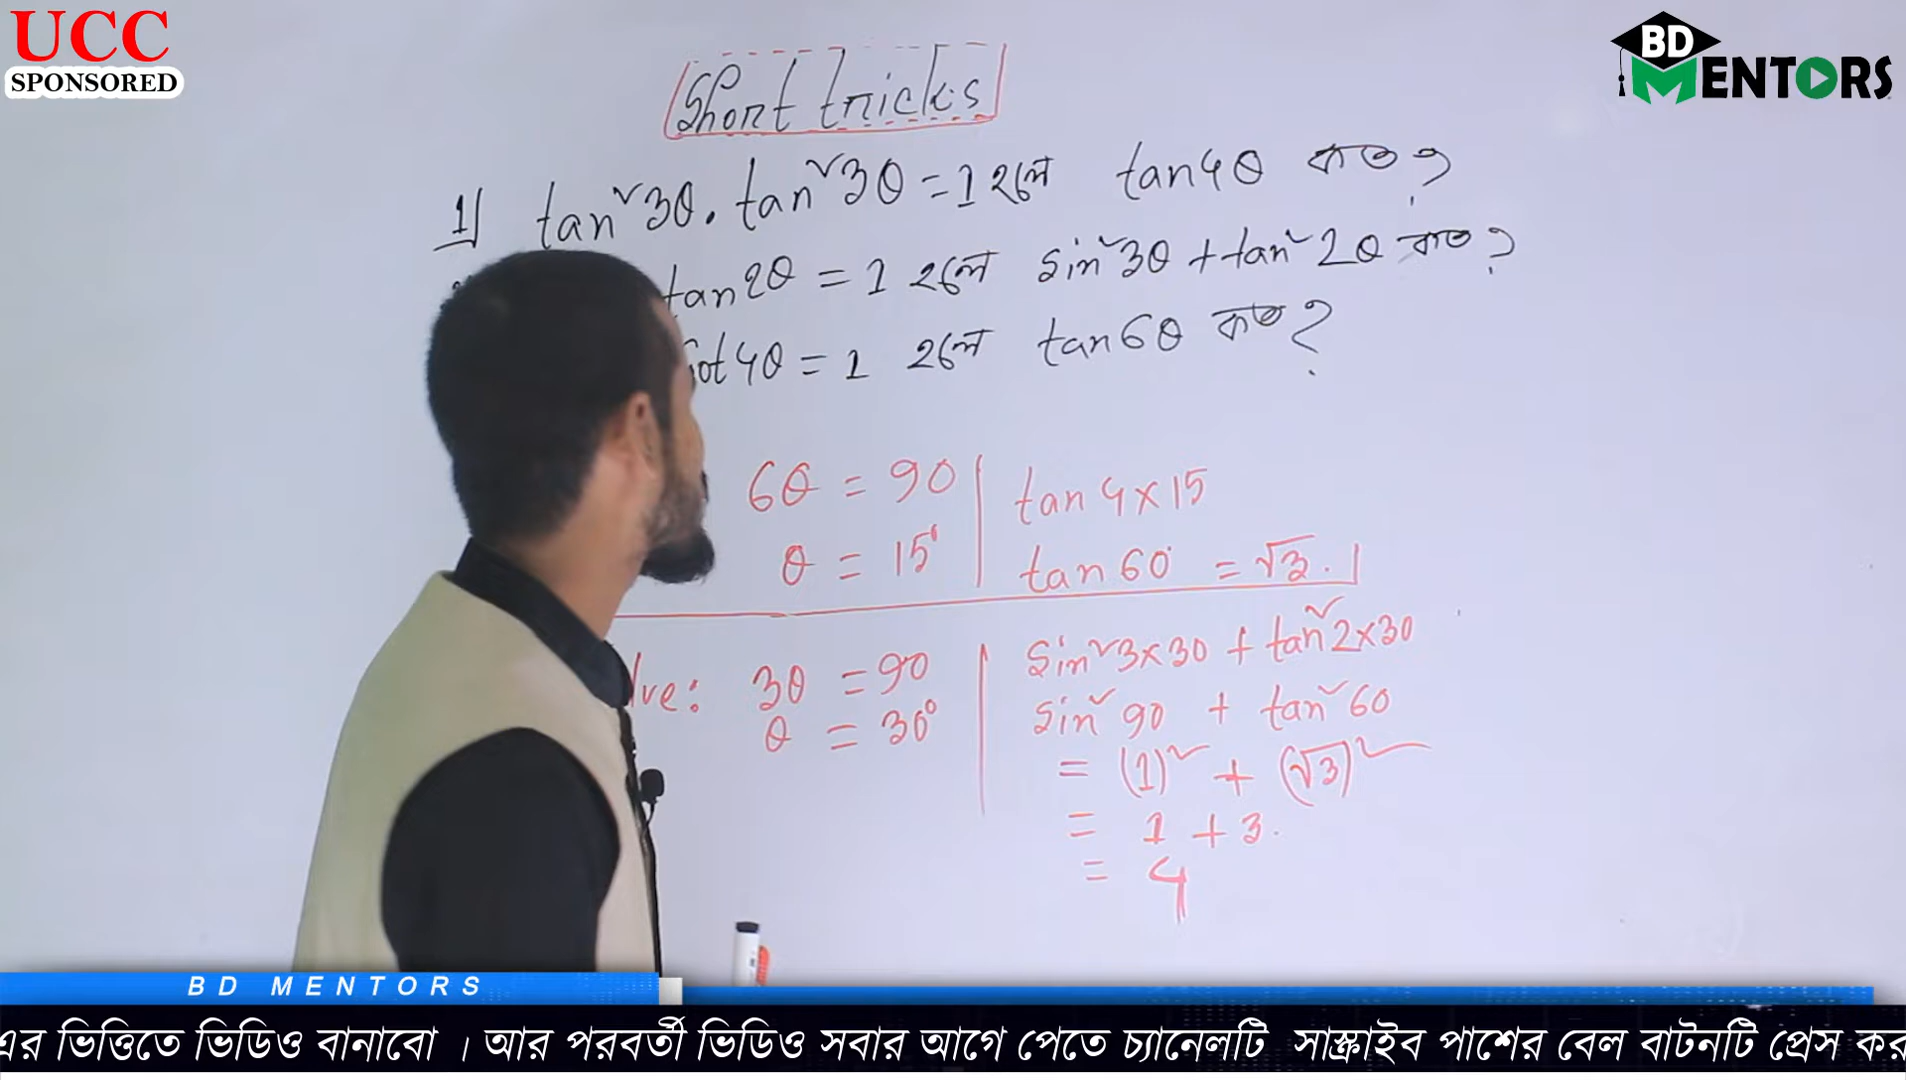 UCC
SPONSORED
BD
MENTORS
Short tricks
1) tan²3θ . tan²3θ = 1 হলে tan4θ কত?
tan2θ = 1 হলে sin²3θ + tan²2θ কত?
cot4θ = 1 হলে tan6θ কত?
6θ = 90
θ = 15°
tan 4×15
tan 60° = √3.
lve: 3θ = 90
θ = 30°
sin²3×30 + tan²2×30
sin²90 + tan²60
= (1)² + (√3)²
= 1 + 3.
= 4
BD MENTORS
এর ভিত্তিতে ভিডিও বানাবো । আর পরবর্তী ভিডিও সবার আগে পেতে চ্যানেলটি সাস্ক্রাইব পাশের বেল বাটনটি প্রেস কর